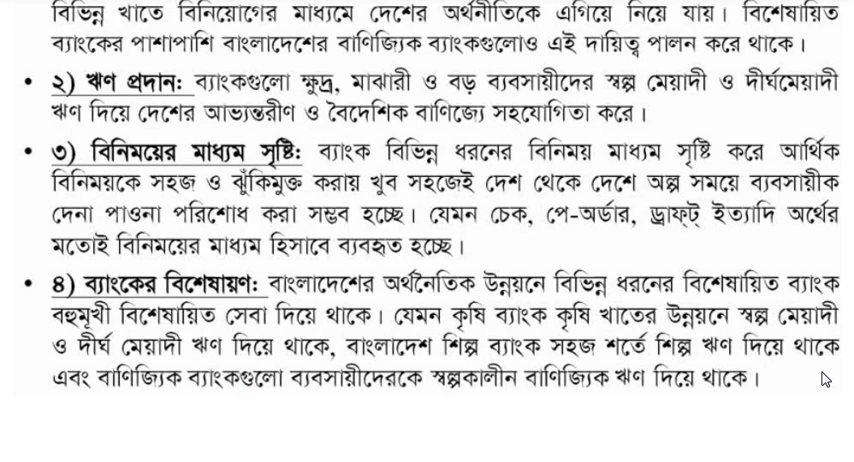 বিভিন্ন খাতে বিনিয়োগের মাধ্যমে দেশের অর্থনীতিকে এগিয়ে নিয়ে যায়। বিশেষায়িত
ব্যাংকের পাশাপাশি বাংলাদেশের বাণিজ্যিক ব্যাংকগুলোও এই দায়িত্ব পালন করে থাকে।
• ২) ঋণ প্রদান: ব্যাংকগুলো ক্ষুদ্র, মাঝারী ও বড় ব্যবসায়ীদের স্বল্প মেয়াদী ও দীর্ঘমেয়াদী
ঋণ দিয়ে দেশের আভ্যন্তরীণ ও বৈদেশিক বাণিজ্যে সহযোগিতা করে।
• ৩) বিনিময়ের মাধ্যম সৃষ্টি: ব্যাংক বিভিন্ন ধরনের বিনিময় মাধ্যম সৃষ্টি করে আর্থিক
বিনিময়কে সহজ ও ঝুঁকিমুক্ত করায় খুব সহজেই দেশ থেকে দেশে অল্প সময়ে ব্যবসায়ীক
দেনা পাওনা পরিশোধ করা সম্ভব হচ্ছে। যেমন চেক, পে-অর্ডার, ড্রাফ্ট্ ইত্যাদি অর্থের
মতোই বিনিময়ের মাধ্যম হিসাবে ব্যবহৃত হচ্ছে।
• ৪) ব্যাংকের বিশেষায়ণ: বাংলাদেশের অর্থনৈতিক উন্নয়নে বিভিন্ন ধরনের বিশেষায়িত ব্যাংক
বহুমূখী বিশেষায়িত সেবা দিয়ে থাকে। যেমন কৃষি ব্যাংক কৃষি খাতের উন্নয়নে স্বল্প মেয়াদী
ও দীর্ঘ মেয়াদী ঋণ দিয়ে থাকে, বাংলাদেশ শিল্প ব্যাংক সহজ শর্তে শিল্প ঋণ দিয়ে থাকে
এবং বাণিজ্যিক ব্যাংকগুলো ব্যবসায়ীদেরকে স্বল্পকালীন বাণিজ্যিক ঋণ দিয়ে থাকে।